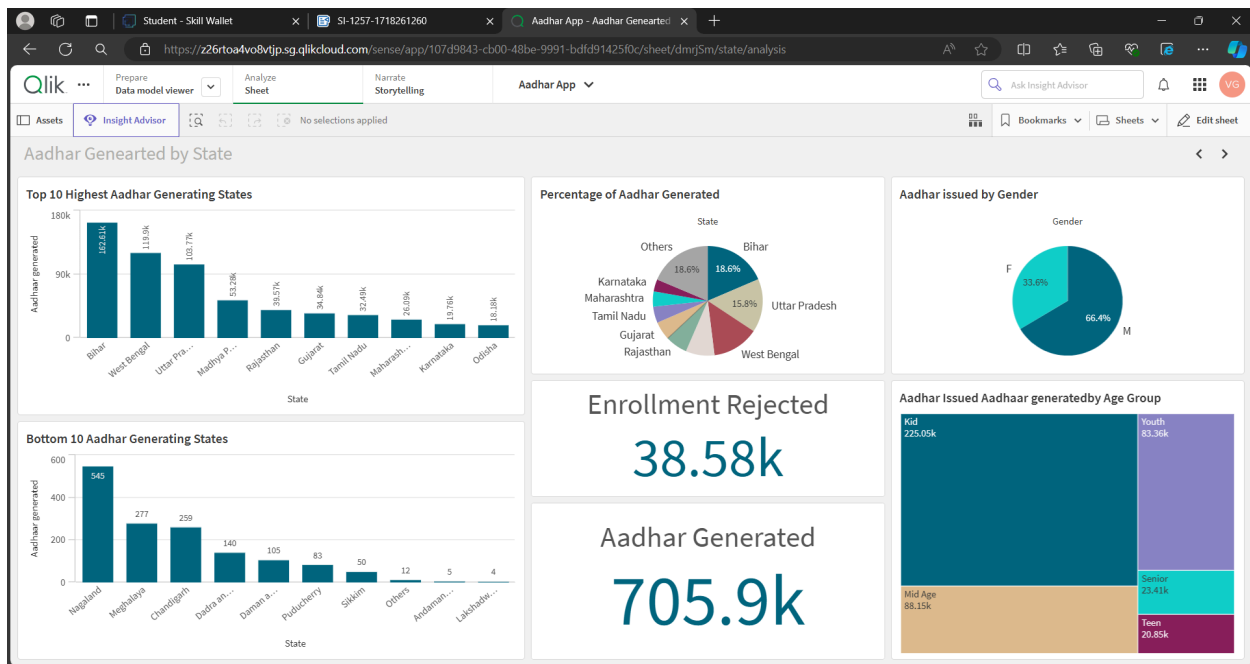 Student - Skill Wallet
SI-1257-1718261260
Aadhar App - Aadhar Genearted
https://z26rtoa4vo8vtjp.sg.qlikcloud.com/sense/app/107d9843-cb00-48be-9991-bdfd91425f0c/sheet/dmrjSm/state/analysis
Qlik
Prepare
Data model viewer
Analyze
Sheet
Narrate
Storytelling
Aadhar App
Ask Insight Advisor
VG
Assets
Insight Advisor
No selections applied
Bookmarks
Sheets
Edit sheet
Aadhar Genearted by State
Top 10 Highest Aadhar Generating States
Aadhaar generated
180k
90k
0
162.61k
119.9k
103.77k
53.28k
39.57k
34.84k
32.49k
26.09k
19.76k
18.18k
Bihar
West Bengal
Uttar Pra...
Madhya P...
Rajasthan
Gujarat
Tamil Nadu
Maharash...
Karnataka
Odisha
State
Bottom 10 Aadhar Generating States
Aadhaar generated
600
400
200
0
545
277
259
140
105
83
50
12
5
4
Nagaland
Meghalaya
Chandigarh
Dadra an...
Daman a...
Puducherry
Sikkim
Others
Andaman...
Lakshadw...
State
Percentage of Aadhar Generated
State
Others
Bihar
18.6%
18.6%
Karnataka
Maharashtra
15.8%
Uttar Pradesh
Tamil Nadu
Gujarat
Rajasthan
West Bengal
Enrollment Rejected
38.58k
Aadhar Generated
705.9k
Aadhar issued by Gender
Gender
F
33.6%
66.4%
M
Aadhar Issued Aadhaar generatedby Age Group
Kid
225.05k
Youth
83.36k
Mid Age
88.15k
Senior
23.41k
Teen
20.85k